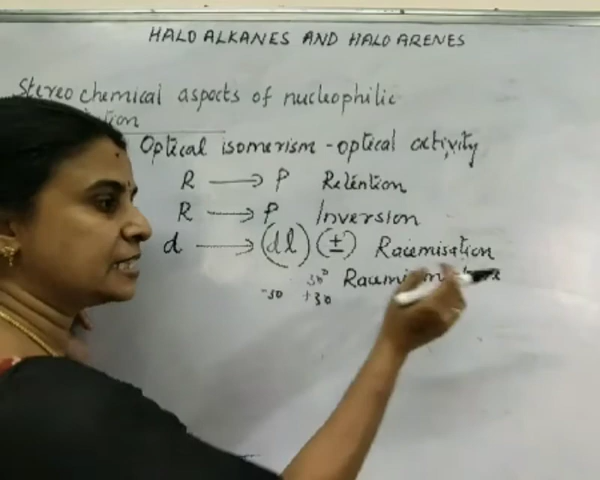 HALO ALKANES AND HALO ARENES
Stereo chemical aspects of nucleophilic
tion
Optical isomerism - optical activity
R → P Retention
R → P Inversion
d → (dl) (±) Racemisation
30°
-30 +30